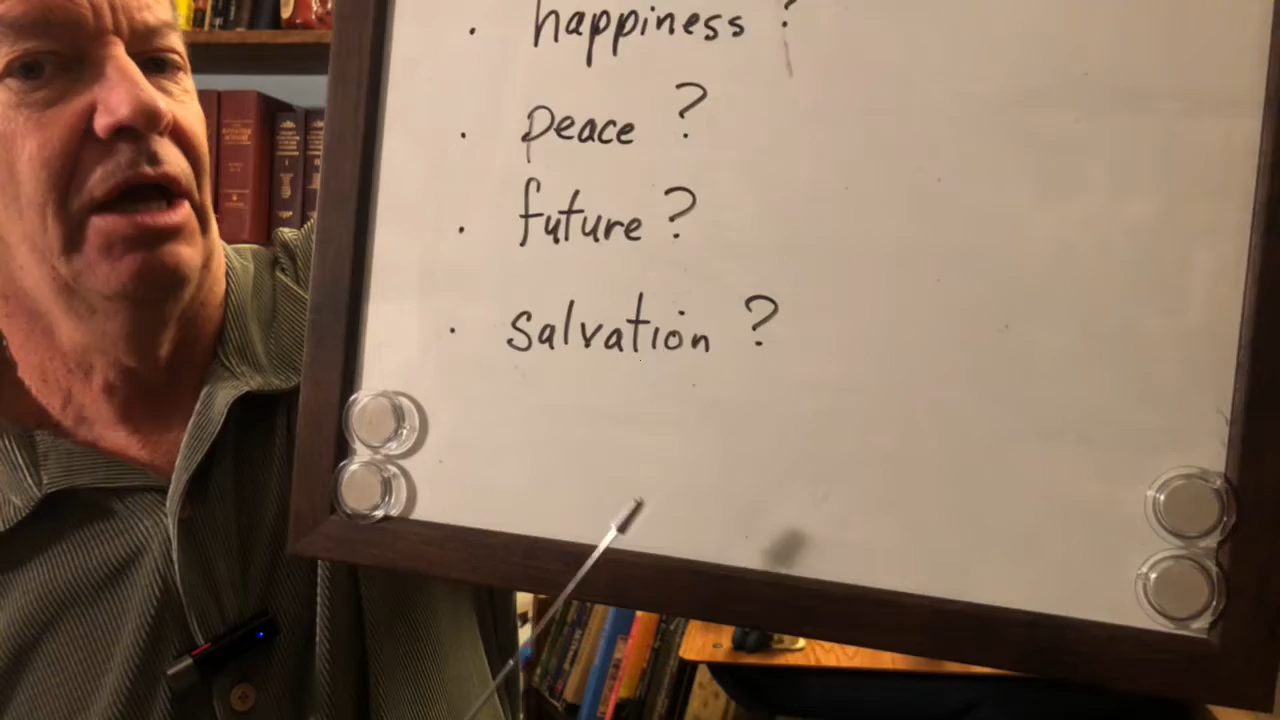 · happiness ?
· peace ?
· future ?
· salvation ?